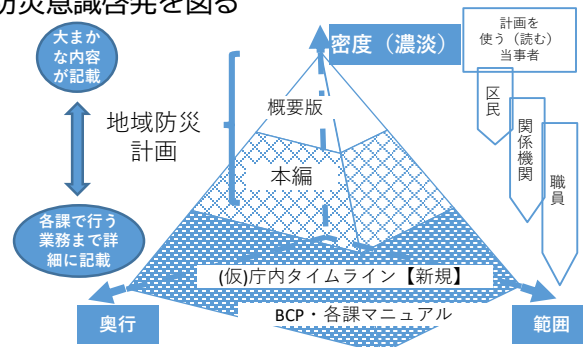 防災意識啓発を図る
大まか
な内容
が記載
密度（濃淡）
計画を
使う（読む）
当事者
区民
関係機関
職員
概要版
地域防災
計画
本編
各課で行う
業務まで詳
細に記載
(仮)庁内タイムライン【新規】
BCP・各課マニュアル
奥行
範囲